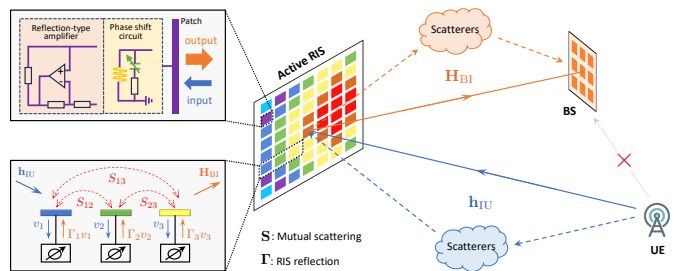 Reflection-type
amplifier
Phase shift
circuit
Patch
output
input
Active RIS
Scatterers
H_BI
BS
h_IU
H_BI
S_13
S_12
S_23
v_1
Γ_1v_1
v_2
Γ_2v_2
v_3
Γ_3v_3
S: Mutual scattering
Γ: RIS reflection
h_IU
Scatterers
UE